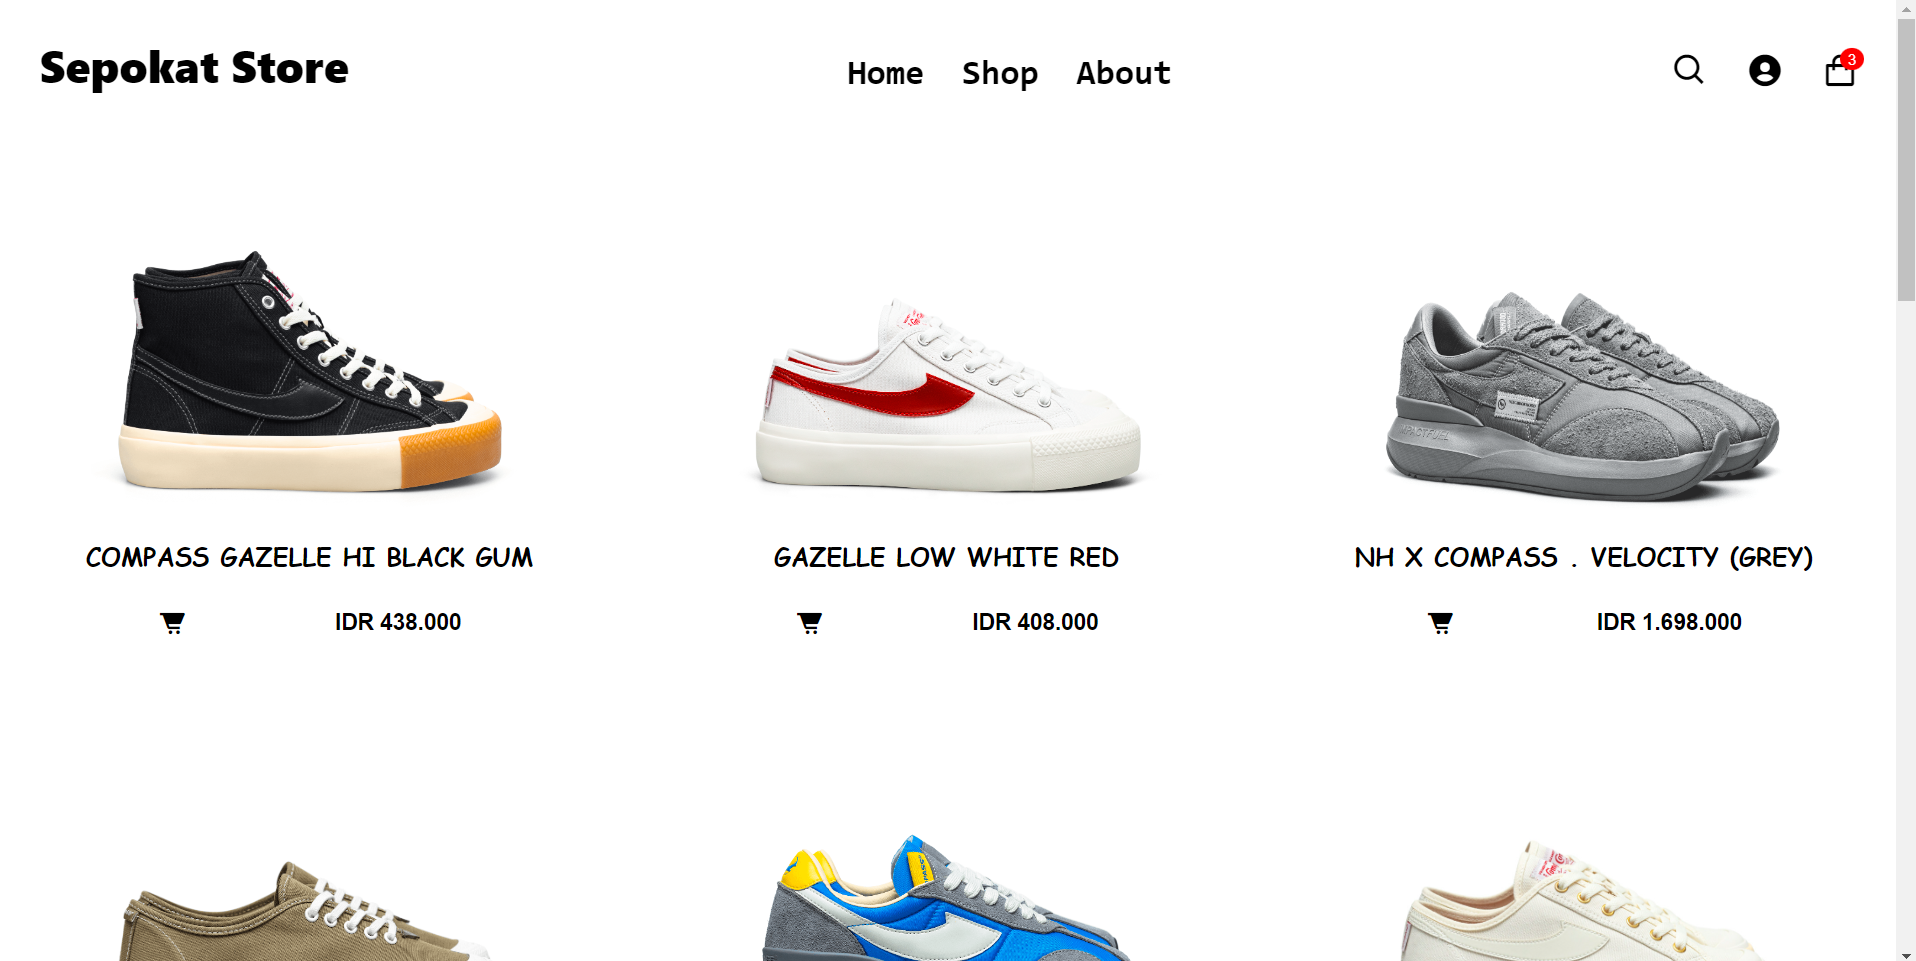 Sepokat Store
Home Shop About
3
COMPASS GAZELLE HI BLACK GUM
GAZELLE LOW WHITE RED
NH X COMPASS . VELOCITY (GREY)
IDR 438.000
IDR 408.000
IDR 1.698.000